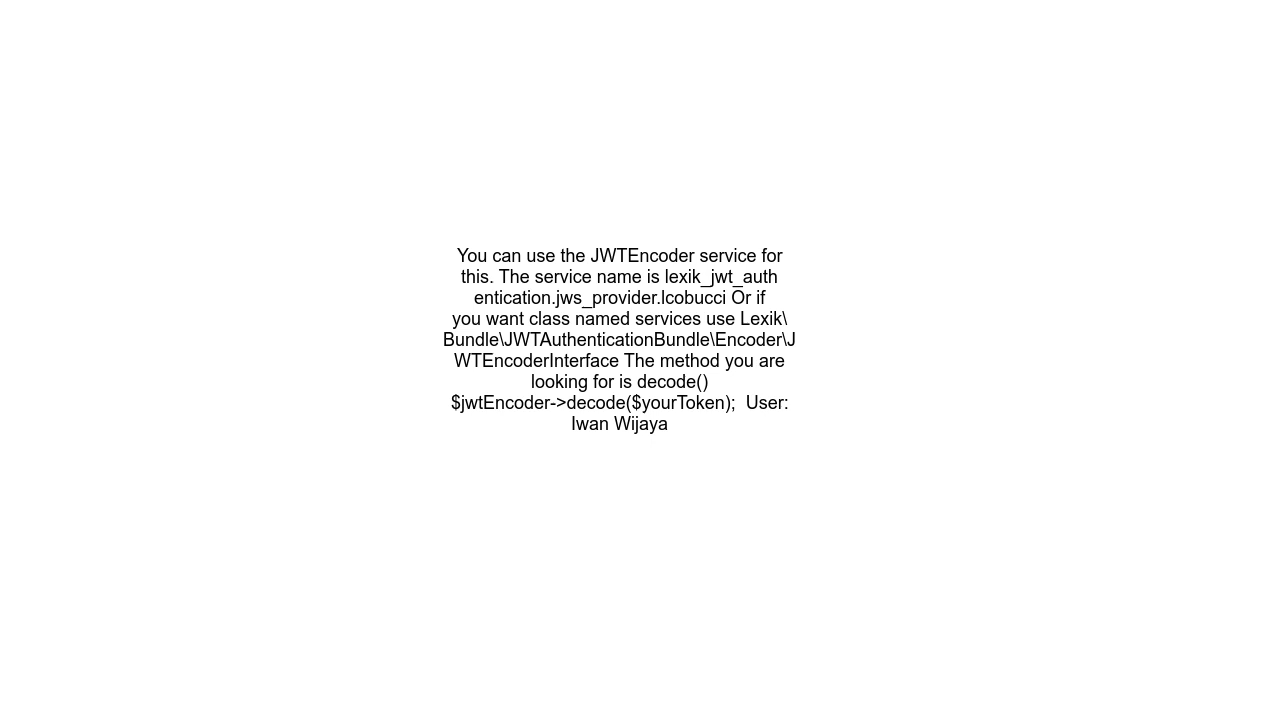 You can use the JWTEncoder service for
this. The service name is lexik_jwt_auth
entication.jws_provider.lcobucci Or if
you want class named services use Lexik\
Bundle\JWTAuthenticationBundle\Encoder\J
WTEncoderInterface The method you are
looking for is decode()
$jwtEncoder->decode($yourToken);  User:
Iwan Wijaya